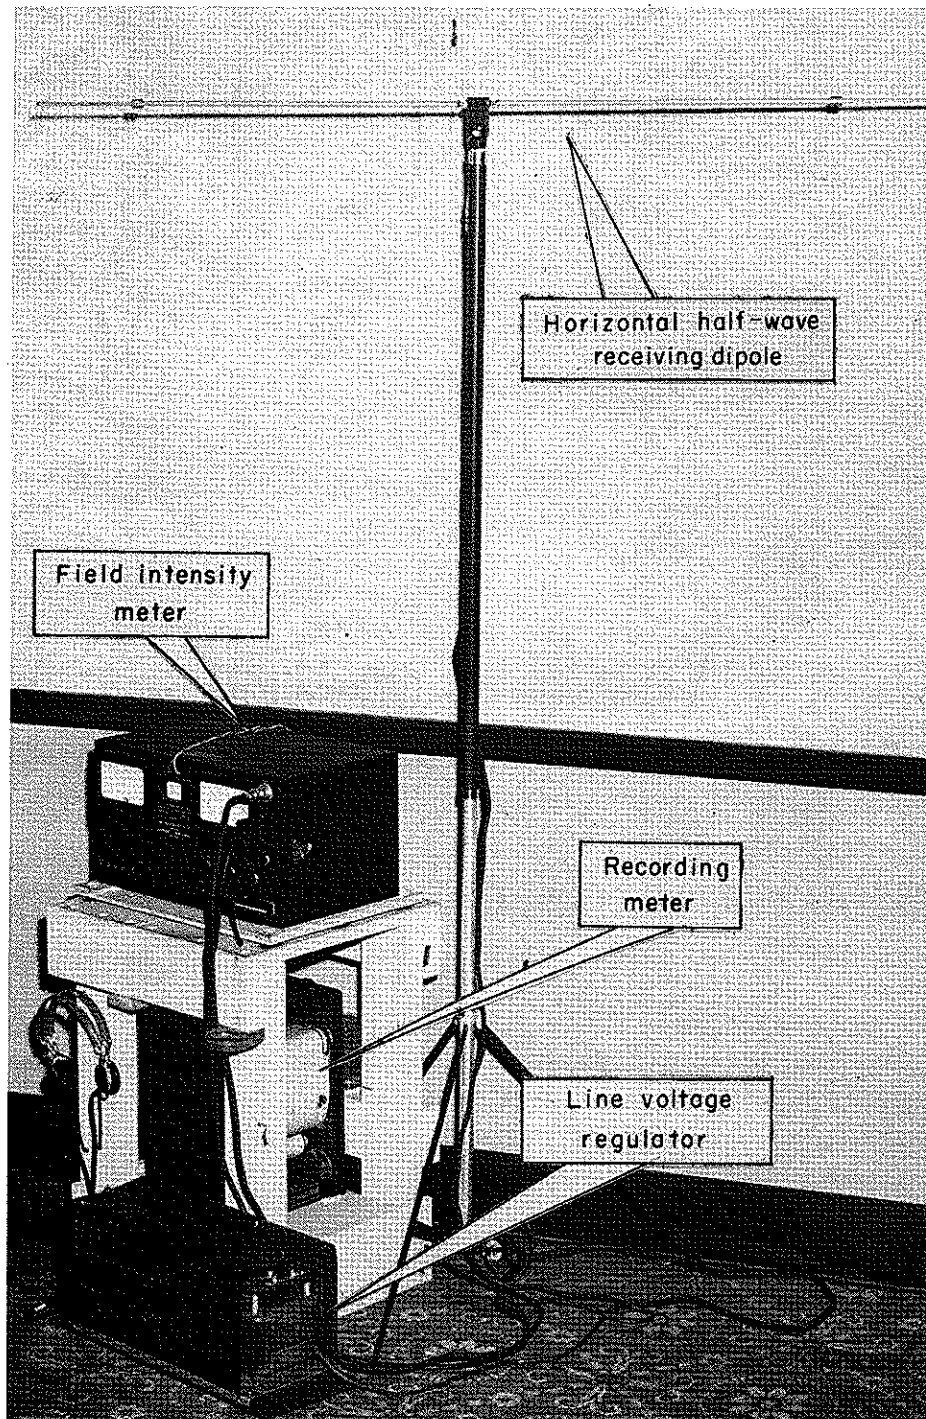 Horizontal half-wave
receiving dipole
Field intensity
meter
Recording
meter
Line voltage
regulator